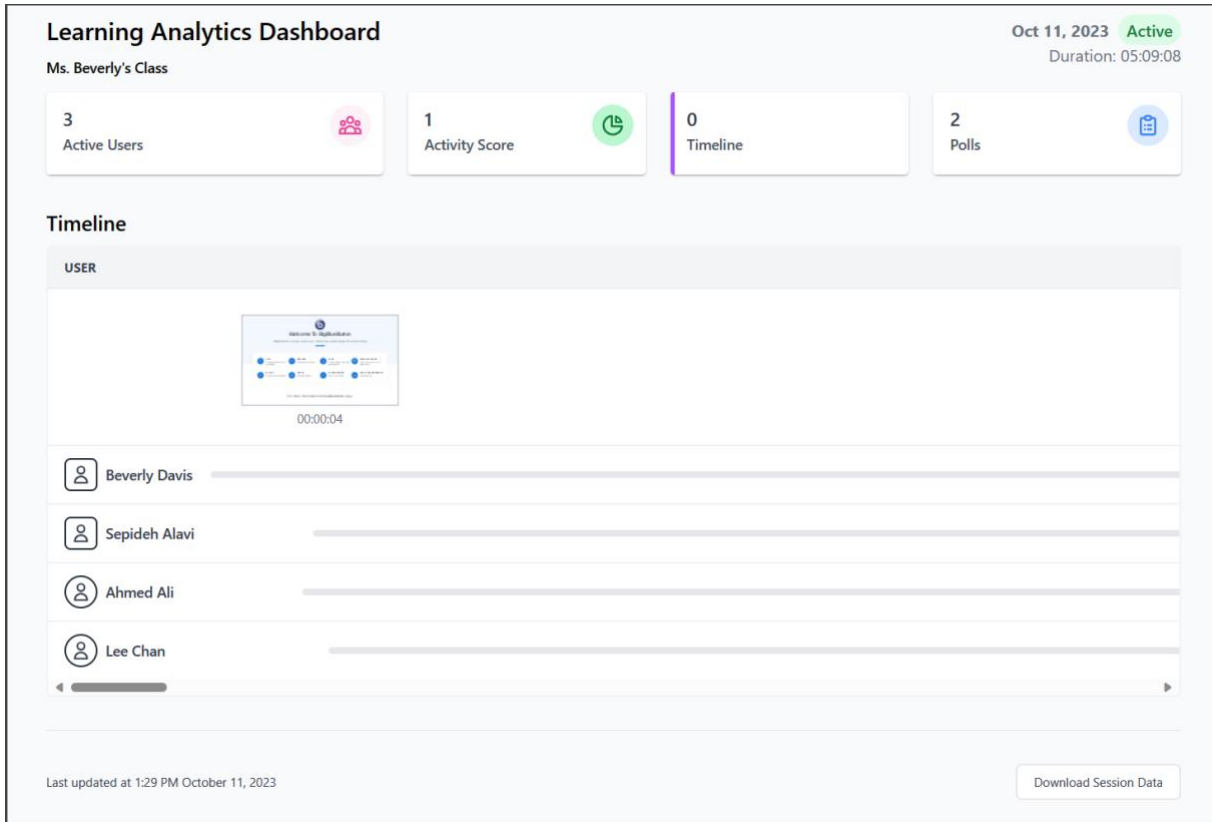 Learning Analytics Dashboard
Oct 11, 2023 Active
Ms. Beverly's Class
Duration: 05:09:08
3
Active Users
1
Activity Score
0
Timeline
2
Polls
Timeline
USER
00:00:04
Beverly Davis
Sepideh Alavi
Ahmed Ali
Lee Chan
Last updated at 1:29 PM October 11, 2023
Download Session Data